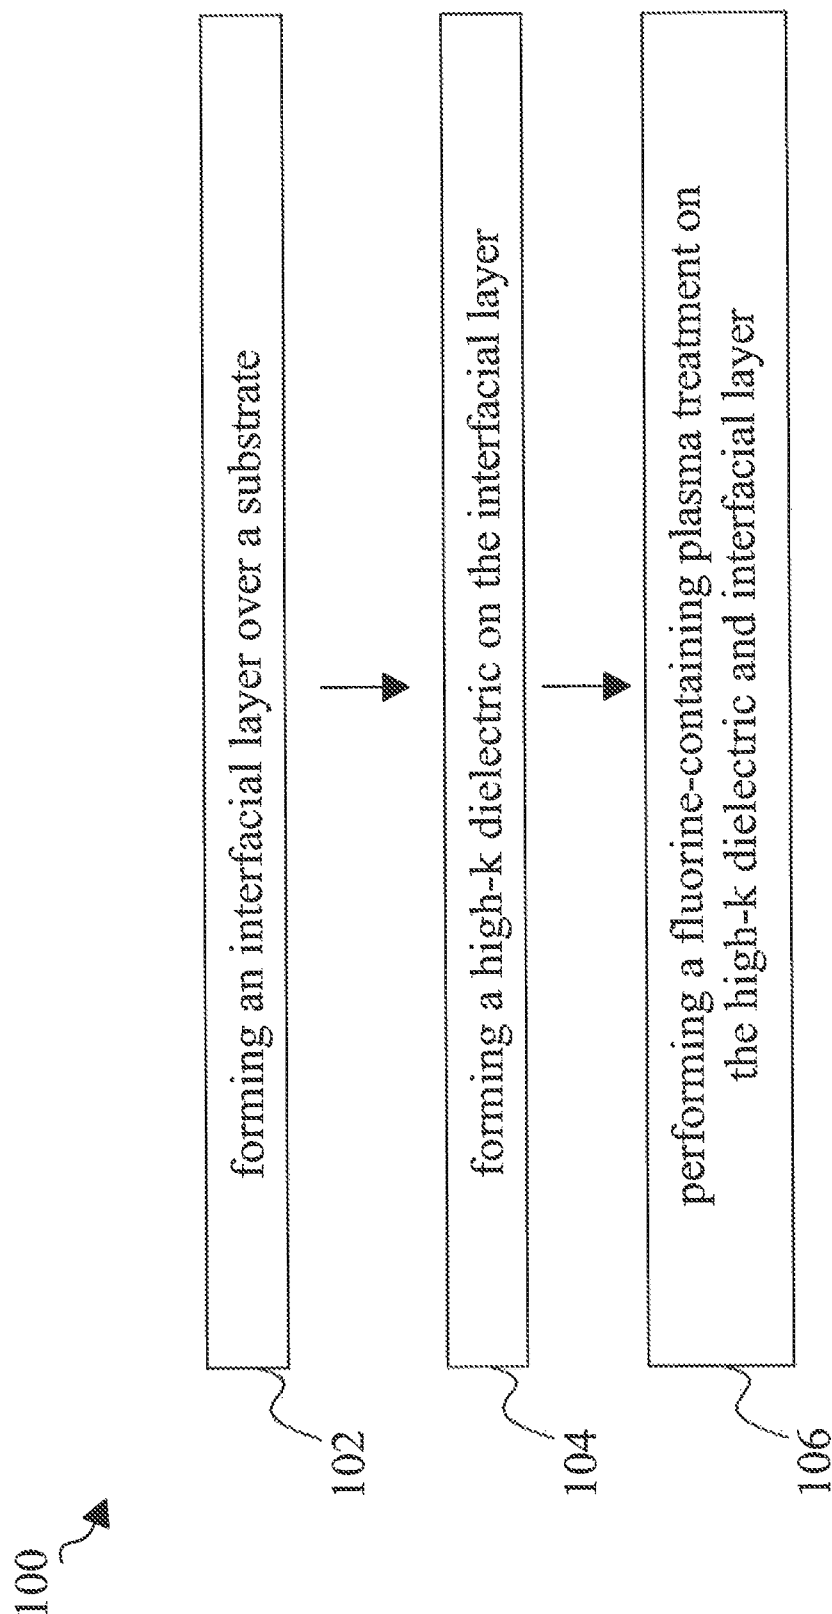 100
102
forming an interfacial layer over a substrate
104
forming a high-k dielectric on the interfacial layer
106
performing a fluorine-containing plasma treatment on
the high-k dielectric and interfacial layer